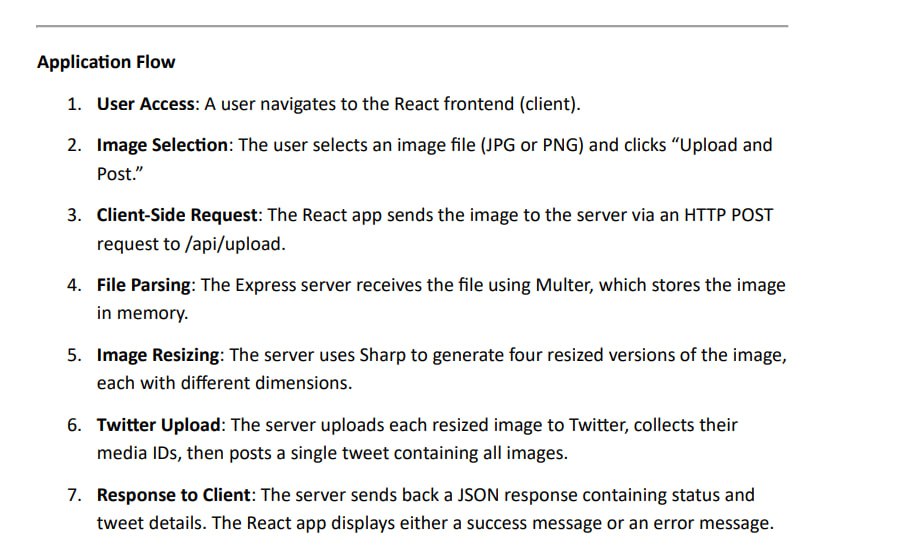 Application Flow
1. User Access: A user navigates to the React frontend (client).
2. Image Selection: The user selects an image file (JPG or PNG) and clicks “Upload and
Post.”
3. Client-Side Request: The React app sends the image to the server via an HTTP POST
request to /api/upload.
4. File Parsing: The Express server receives the file using Multer, which stores the image
in memory.
5. Image Resizing: The server uses Sharp to generate four resized versions of the image,
each with different dimensions.
6. Twitter Upload: The server uploads each resized image to Twitter, collects their
media IDs, then posts a single tweet containing all images.
7. Response to Client: The server sends back a JSON response containing status and
tweet details. The React app displays either a success message or an error message.